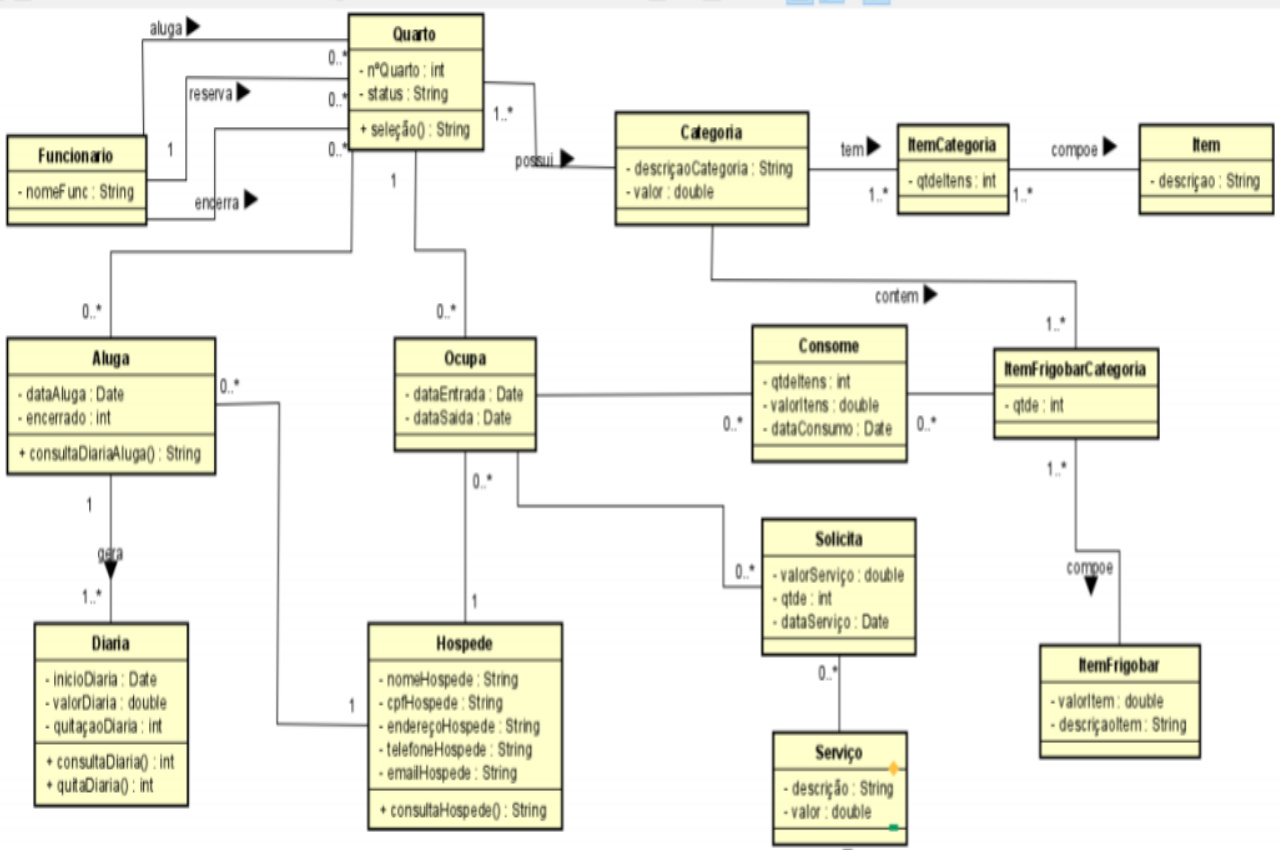 aluga
Quarto
- nºQuarto : int
- status : String
+ seleção() : String
0..*
reserva
0..*
0..*
1
encerra
Funcionario
- nomeFunc : String
1..*
possui
Categoria
- descriçaoCategoria : String
- valor : double
tem
1..*
ItemCategoria
- qtdeItens : int
compoe
1..*
Item
- descriçao : String
1
0..*
0..*
contem
1..*
Aluga
- dataAluga : Date
- encerrado : int
+ consultaDiariaAluga() : String
0..*
Ocupa
- dataEntrada : Date
- dataSaida : Date
Consome
- qtdeItens : int
- valorItens : double
- dataConsumo : Date
0..*
0..*
ItemFrigobarCategoria
- qtde : int
1..*
1
gera
1..*
0..*
0..*
1
Solicita
- valorServiço : double
- qtde : int
- dataServiço : Date
0..*
compoe
Diaria
- inicioDiaria : Date
- valorDiaria : double
- quitaçaoDiaria : int
+ consultaDiaria() : int
+ quitaDiaria() : int
1
Hospede
- nomeHospede : String
- cpfHospede : String
- endereçoHospede : String
- telefoneHospede : String
- emailHospede : String
+ consultaHospede() : String
Serviço
- descrição : String
- valor : double
ItemFrigobar
- valorItem : double
- descriçaoItem : String